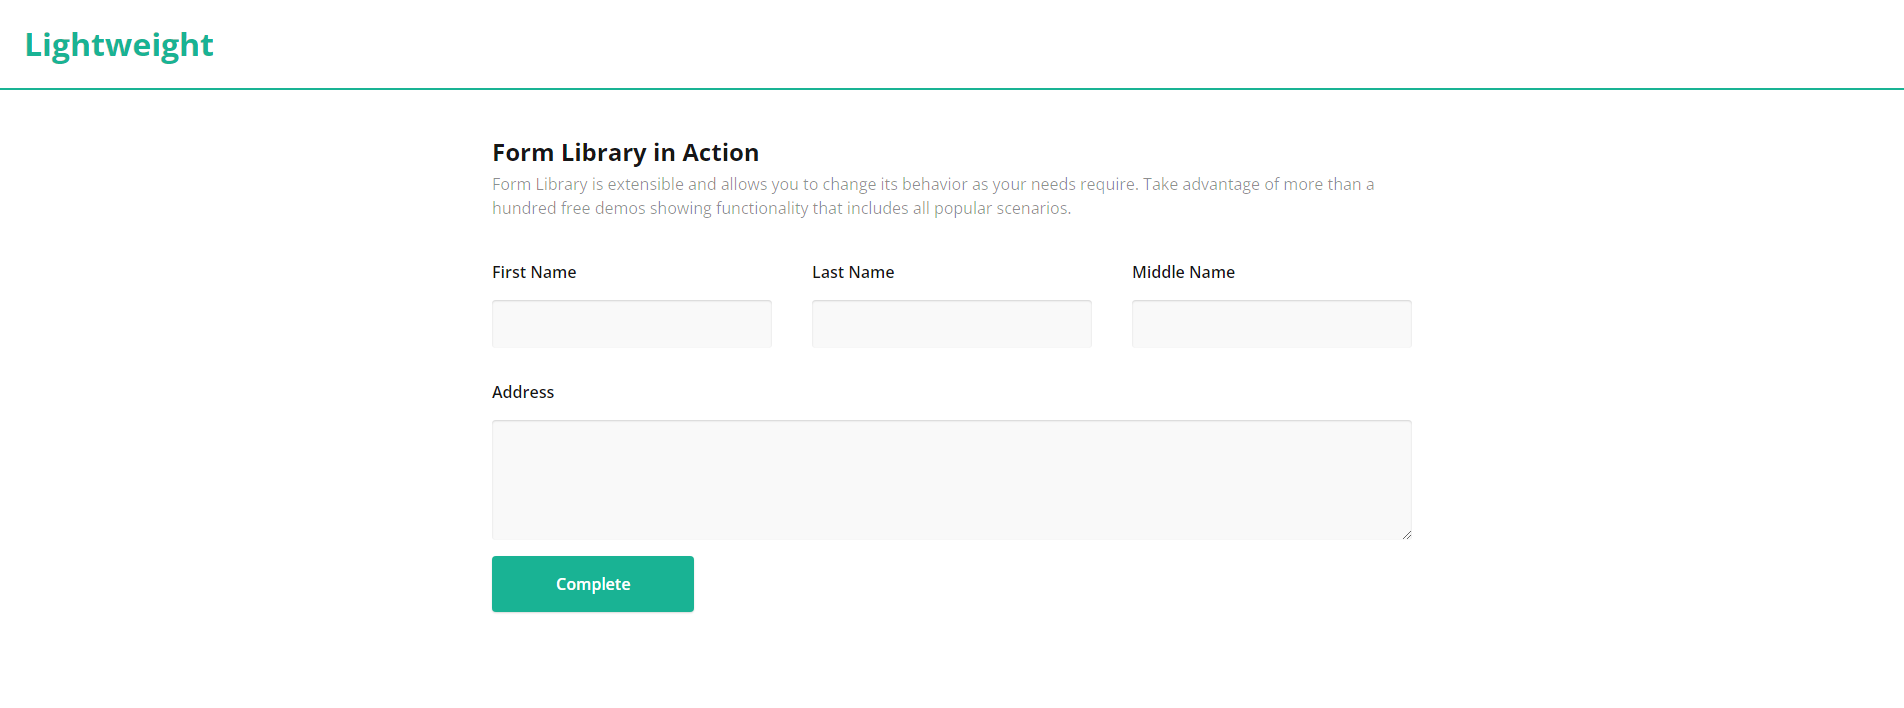 Lightweight
Form Library in Action
Form Library is extensible and allows you to change its behavior as your needs require. Take advantage of more than a
hundred free demos showing functionality that includes all popular scenarios.
First Name
Last Name
Middle Name
Address
Complete